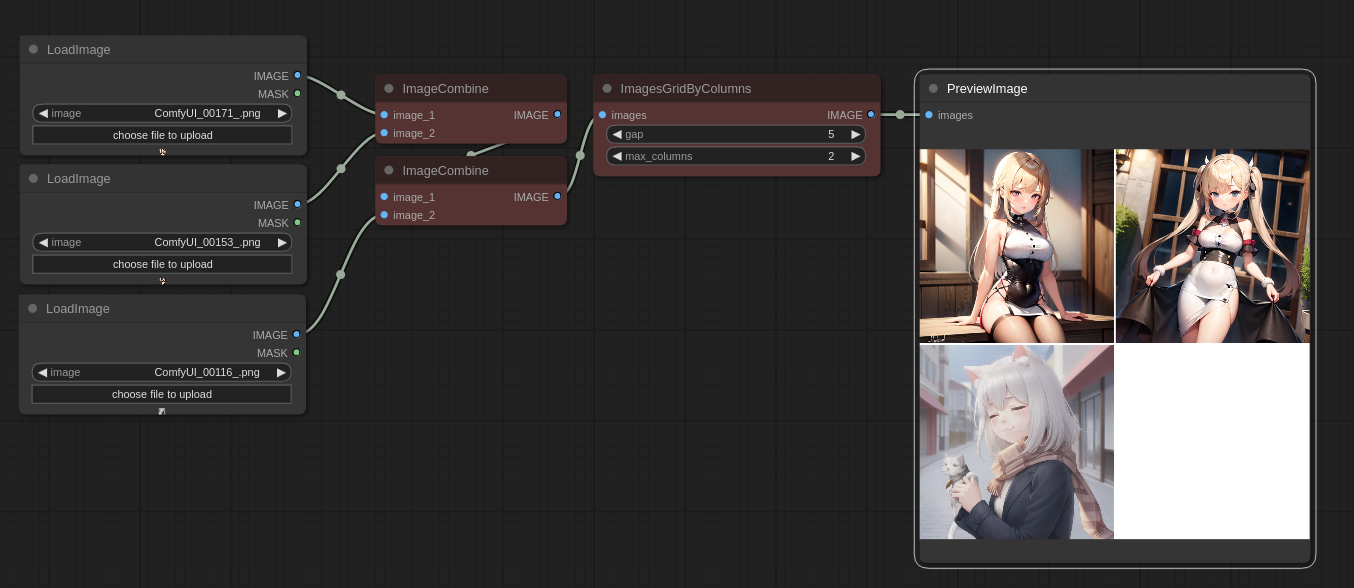 LoadImage
IMAGE
MASK
image ComfyUI_00171_.png
choose file to upload
LoadImage
IMAGE
MASK
image ComfyUI_00153_.png
choose file to upload
LoadImage
IMAGE
MASK
image ComfyUI_00116_.png
choose file to upload
ImageCombine
image_1 IMAGE
image_2
ImageCombine
image_1 IMAGE
image_2
ImagesGridByColumns
images IMAGE
gap 5
max_columns 2
PreviewImage
images